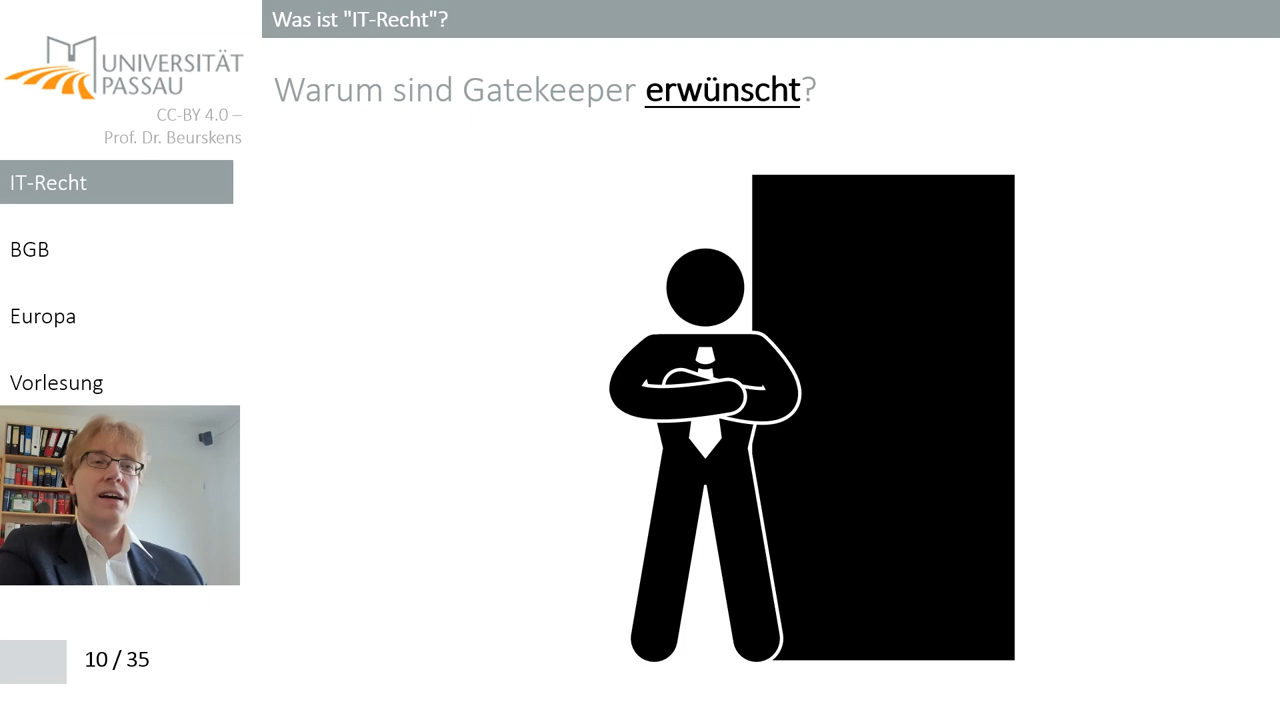 Was ist "IT-Recht"?
UNIVERSITÄT
PASSAU
CC-BY 4.0 –
Prof. Dr. Beurskens
Warum sind Gatekeeper erwünscht?
IT-Recht
BGB
Europa
Vorlesung
10 / 35